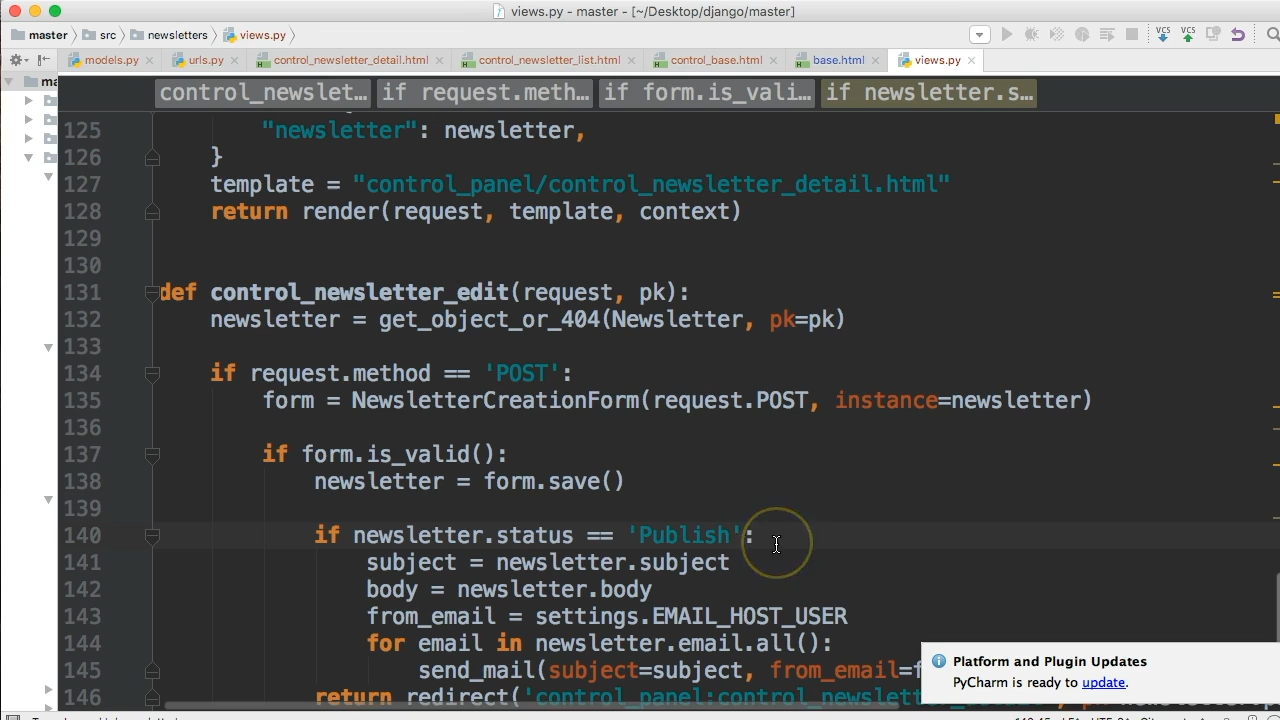 views.py - master - [~/Desktop/django/master]
master src newsletters views.py
models.py urls.py control_newsletter_detail.html control_newsletter_list.html control_base.html base.html views.py
ma
control_newslet... if request.meth... if form.is_vali... if newsletter.s...
125 "newsletter": newsletter,
126 }
127 template = "control_panel/control_newsletter_detail.html"
128 return render(request, template, context)
129
130
131 def control_newsletter_edit(request, pk):
132 newsletter = get_object_or_404(Newsletter, pk=pk)
133
134 if request.method == 'POST':
135 form = NewsletterCreationForm(request.POST, instance=newsletter)
136
137 if form.is_valid():
138 newsletter = form.save()
139
140 if newsletter.status == 'Publish':
141 subject = newsletter.subject
142 body = newsletter.body
143 from_email = settings.EMAIL_HOST_USER
144 for email in newsletter.email.all():
145 send_mail(subject=subject, from_email=
146 return redirect('control_panel:control_newslett
Platform and Plugin Updates
PyCharm is ready to update.